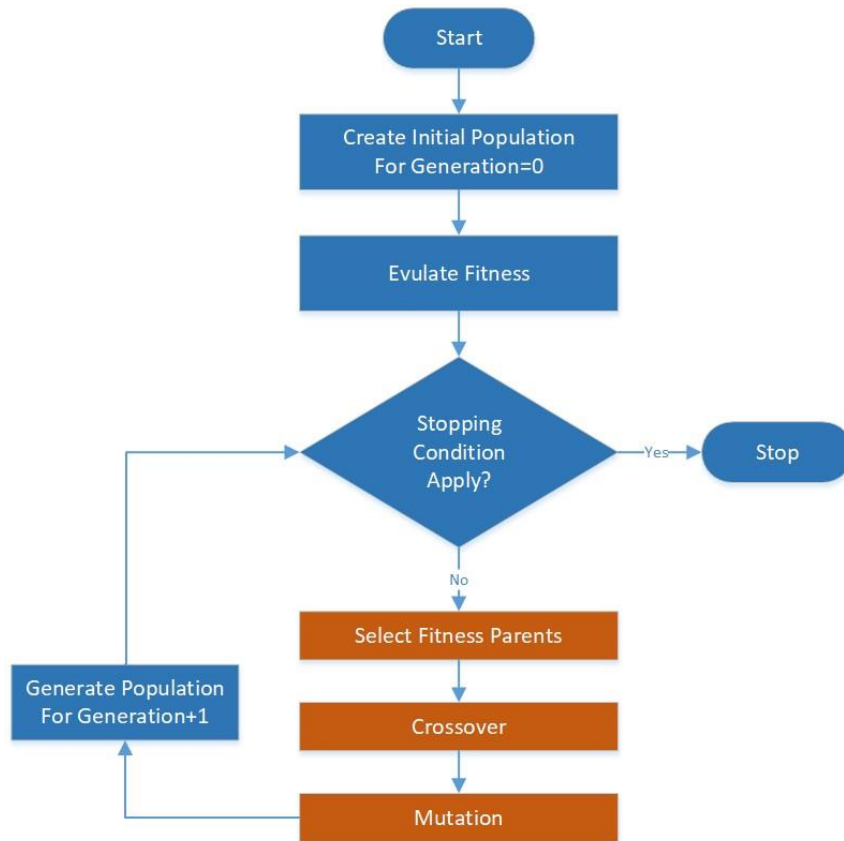 Start
Create Initial Population
For Generation=0
Evulate Fitness
Stopping
Condition
Apply?
Yes
Stop
No
Select Fitness Parents
Crossover
Mutation
Generate Population
For Generation+1